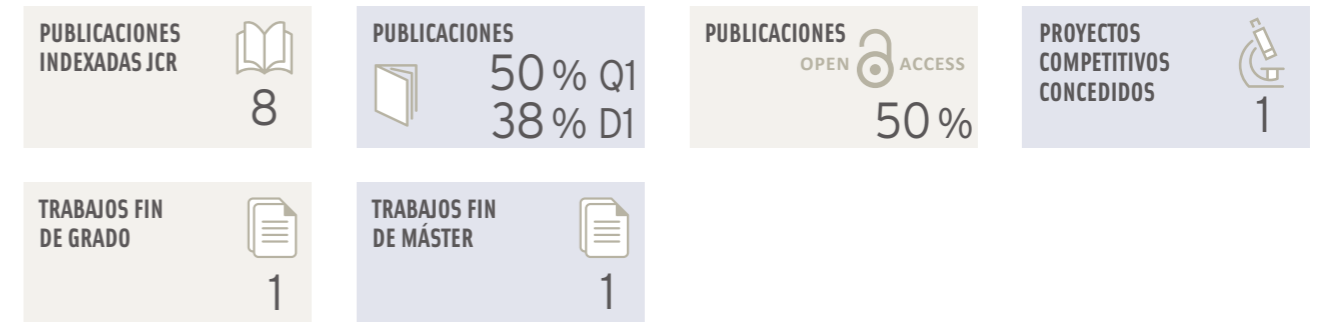 PUBLICACIONES
INDEXADAS JCR
8
PUBLICACIONES
50 % Q1
38 % D1
PUBLICACIONES
OPEN ACCESS
50 %
PROYECTOS
COMPETITIVOS
CONCEDIDOS
1
TRABAJOS FIN
DE GRADO
1
TRABAJOS FIN
DE MÁSTER
1